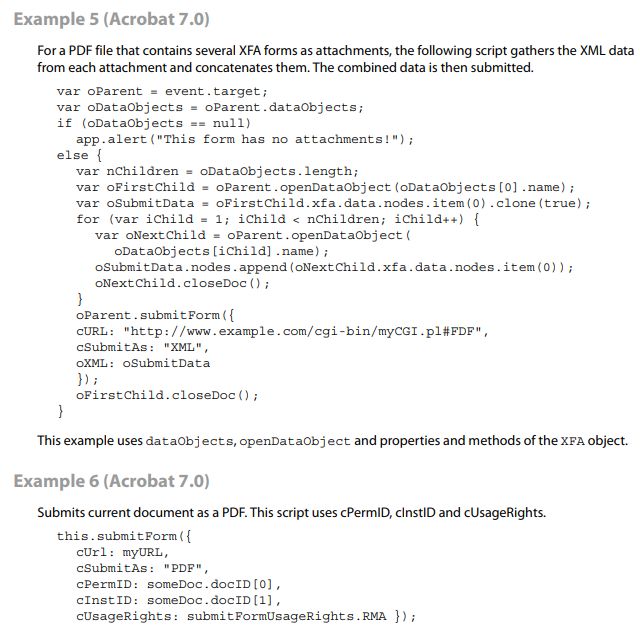 Example 5 (Acrobat 7.0)
For a PDF file that contains several XFA forms as attachments, the following script gathers the XML data
from each attachment and concatenates them. The combined data is then submitted.
var oParent = event.target;
var oDataObjects = oParent.dataObjects;
if (oDataObjects == null)
app.alert("This form has no attachments!");
else {
var nChildren = oDataObjects.length;
var oFirstChild = oParent.openDataObject(oDataObjects[0].name);
var oSubmitData = oFirstChild.xfa.data.nodes.item(0).clone(true);
for (var iChild = 1; iChild < nChildren; iChild++) {
var oNextChild = oParent.openDataObject(
oDataObjects[iChild].name);
oSubmitData.nodes.append(oNextChild.xfa.data.nodes.item(0));
oNextChild.closeDoc();
}
oParent.submitForm({
cURL: "http://www.example.com/cgi-bin/myCGI.pl#FDF",
cSubmitAs: "XML",
oXML: oSubmitData
});
oFirstChild.closeDoc();
}
This example uses dataObjects, openDataObject and properties and methods of the XFA object.
Example 6 (Acrobat 7.0)
Submits current document as a PDF. This script uses cPermID, cInstID and cUsageRights.
this.submitForm({
cUrl: myURL,
cSubmitAs: "PDF",
cPermID: someDoc.docID[0],
cInstID: someDoc.docID[1],
cUsageRights: submitFormUsageRights.RMA });